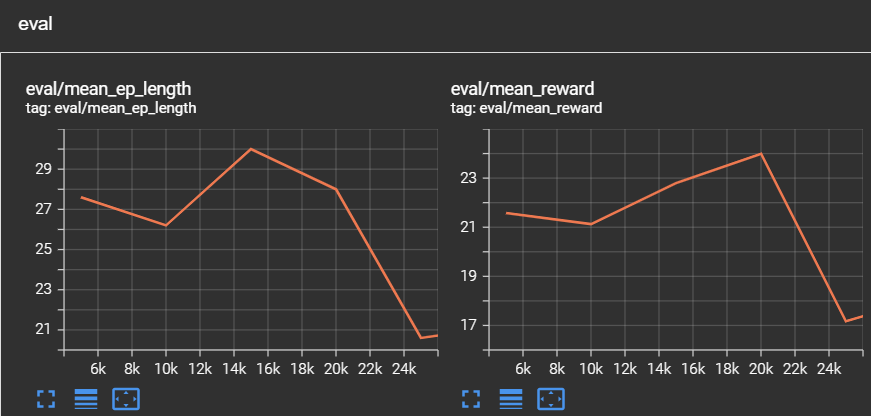 eval
eval/mean_ep_length
tag: eval/mean_ep_length
29
27
25
23
21
6k 8k 10k 12k 14k 16k 18k 20k 22k 24k
eval/mean_reward
tag: eval/mean_reward
23
21
19
17
6k 8k 10k 12k 14k 16k 18k 20k 22k 24k